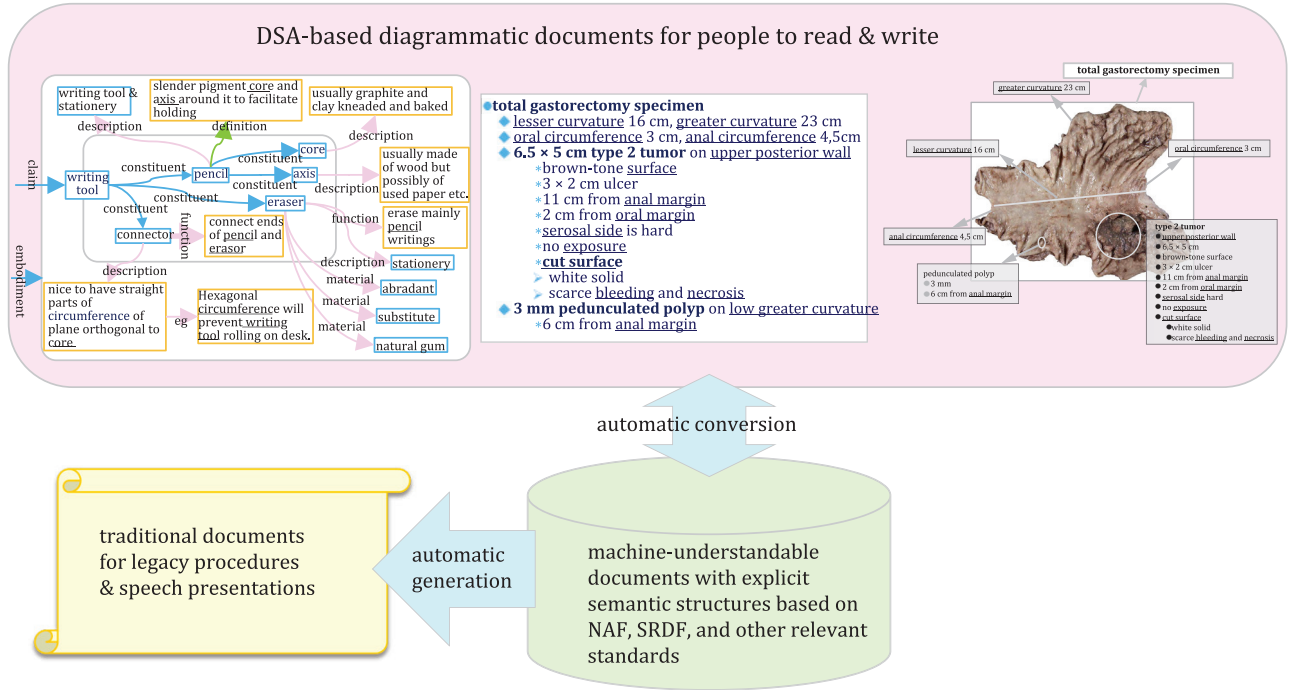 DSA-based diagrammatic documents for people to read & write
writing tool &
stationery
slender pigment core and
axis around it to facilitate
holding
usually graphite and
clay kneaded and baked
description
definition
description
claim
writing
tool
constituent
pencil
constituent
core
constituent
axis
constituent
eraser
constituent
connector
function
connect ends
of pencil and
erasor
description
usually made
of wood but
possibly of
used paper etc.
function
erase mainly
pencil
writings
description
stationery
material
abradant
material
substitute
material
natural gum
embodiment
description
nice to have straight
parts of
circumference of
plane orthogonal to
core
eg
Hexagonal
circumference will
prevent writing
tool rolling on desk.
total gastorectomy specimen
lesser curvature 16 cm, greater curvature 23 cm
oral circumference 3 cm, anal circumference 4,5cm
6.5 × 5 cm type 2 tumor on upper posterior wall
*brown-tone surface
*3 × 2 cm ulcer
*11 cm from anal margin
*2 cm from oral margin
*serosal side is hard
*no exposure
*cut surface
white solid
scarce bleeding and necrosis
3 mm pedunculated polyp on low greater curvature
*6 cm from anal margin
total gastorectomy specimen
greater curvature 23 cm
lesser curvature 16 cm
oral circumference 3 cm
anal circumference 4,5 cm
pedunculated polyp
3 mm
6 cm from anal margin
type 2 tumor
upper posterior wall
6.5 × 5 cm
brown-tone surface
3 × 2 cm ulcer
11 cm from anal margin
2 cm from oral margin
serosal side hard
no exposure
cut surface
white solid
scarce bleeding and necrosis
automatic conversion
traditional documents
for legacy procedures
& speech presentations
automatic
generation
machine-understandable
documents with explicit
semantic structures based on
NAF, SRDF, and other relevant
standards